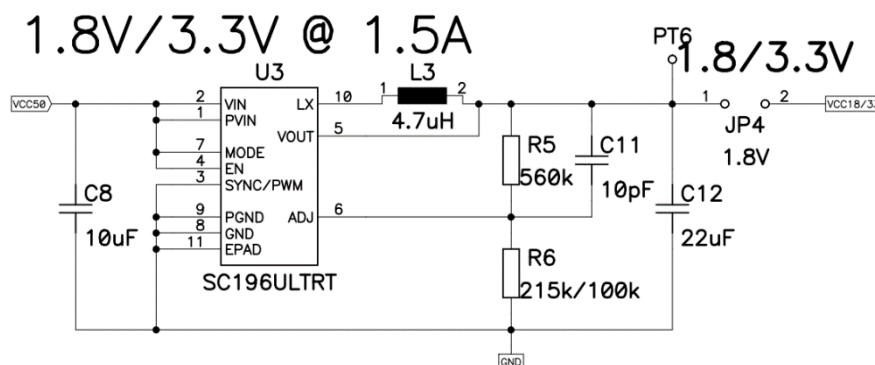 1.8V/3.3V @ 1.5A
PT6
1.8/3.3V
U3
L3
VCC50
2 VIN
LX 10
1
2
1 PVIN
4.7uH
VOUT 5
7 MODE
4 EN
3 SYNC/PWM
9 PGND
ADJ 6
8 GND
11 EPAD
SC196ULTRT
C8
10uF
R5
560k
C11
10pF
R6
215k/100k
C12
22uF
1
2
JP4
1.8V
VCC18/3
GND